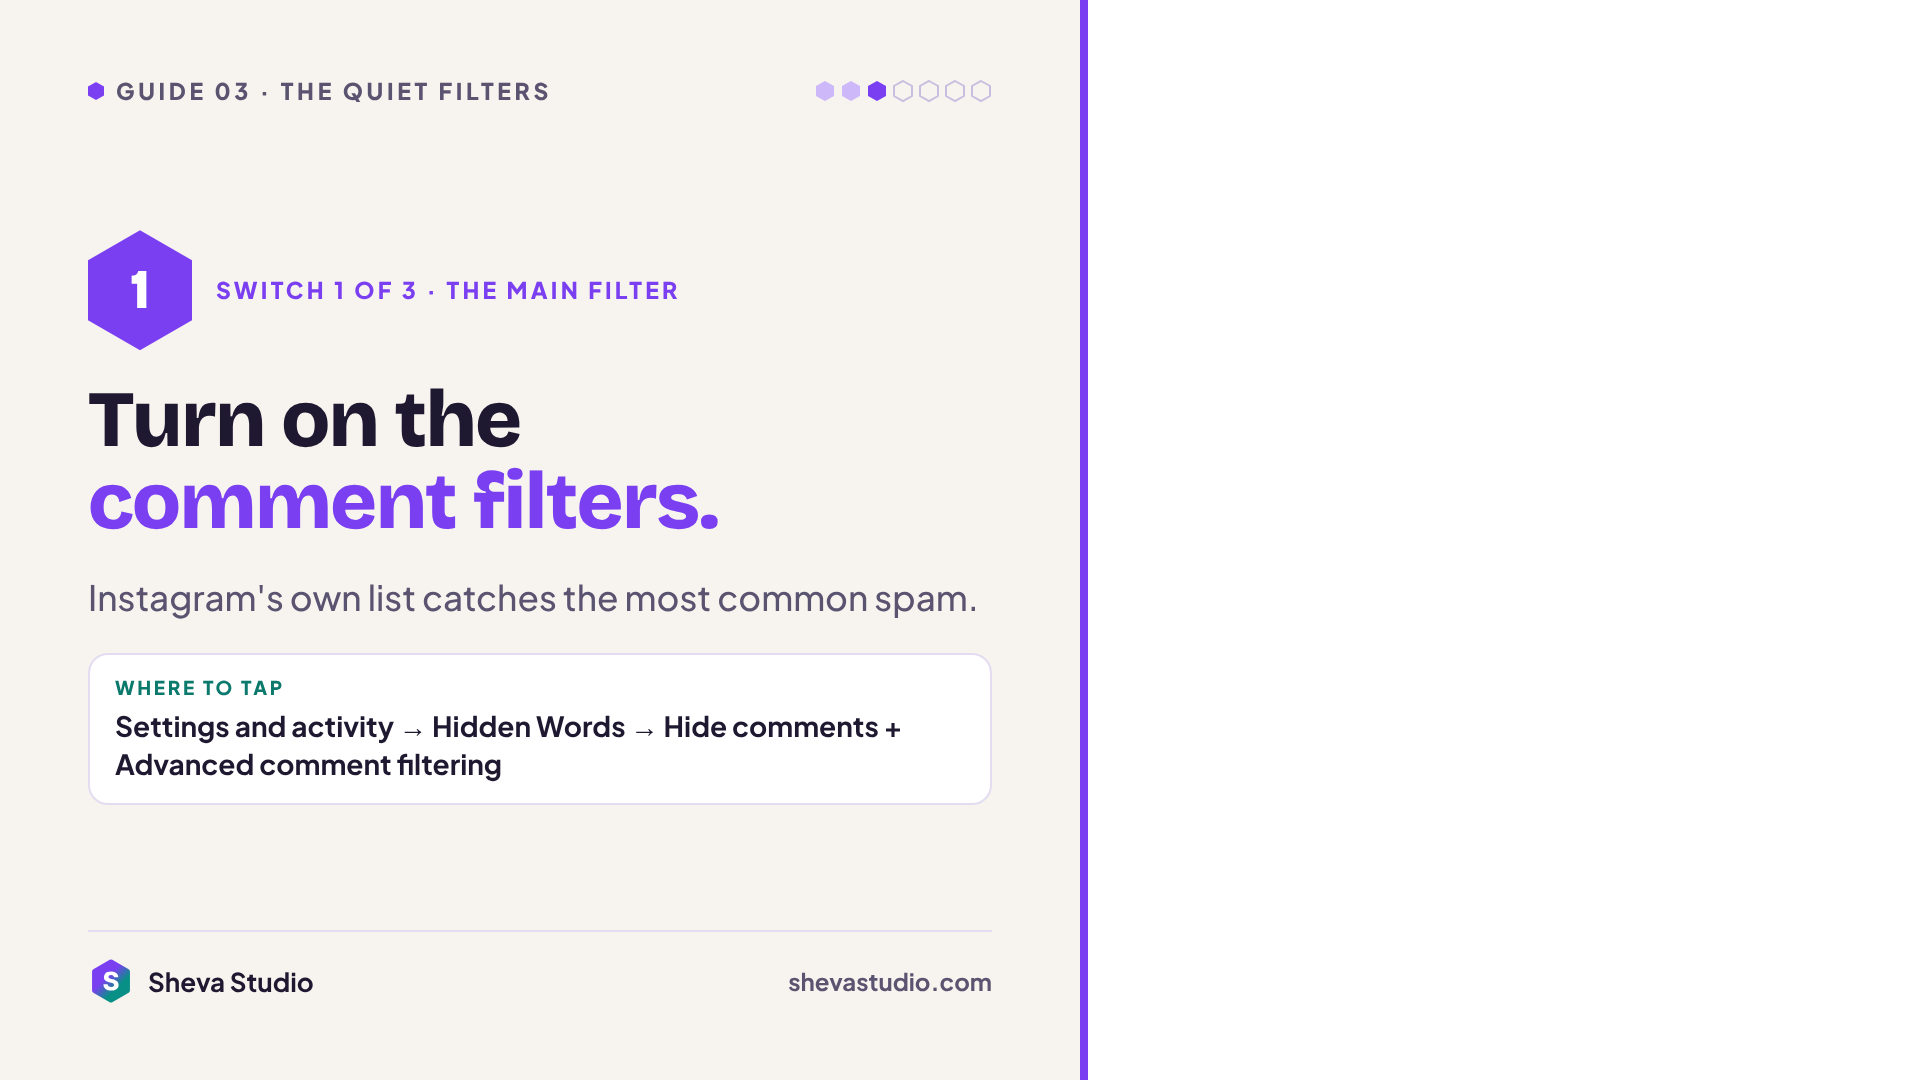 GUIDE 03 · THE QUIET FILTERS
1
SWITCH 1 OF 3 · THE MAIN FILTER
Turn on the
comment filters.
Instagram's own list catches the most common spam.
WHERE TO TAP
Settings and activity → Hidden Words → Hide comments +
Advanced comment filtering
S
Sheva Studio
shevastudio.com